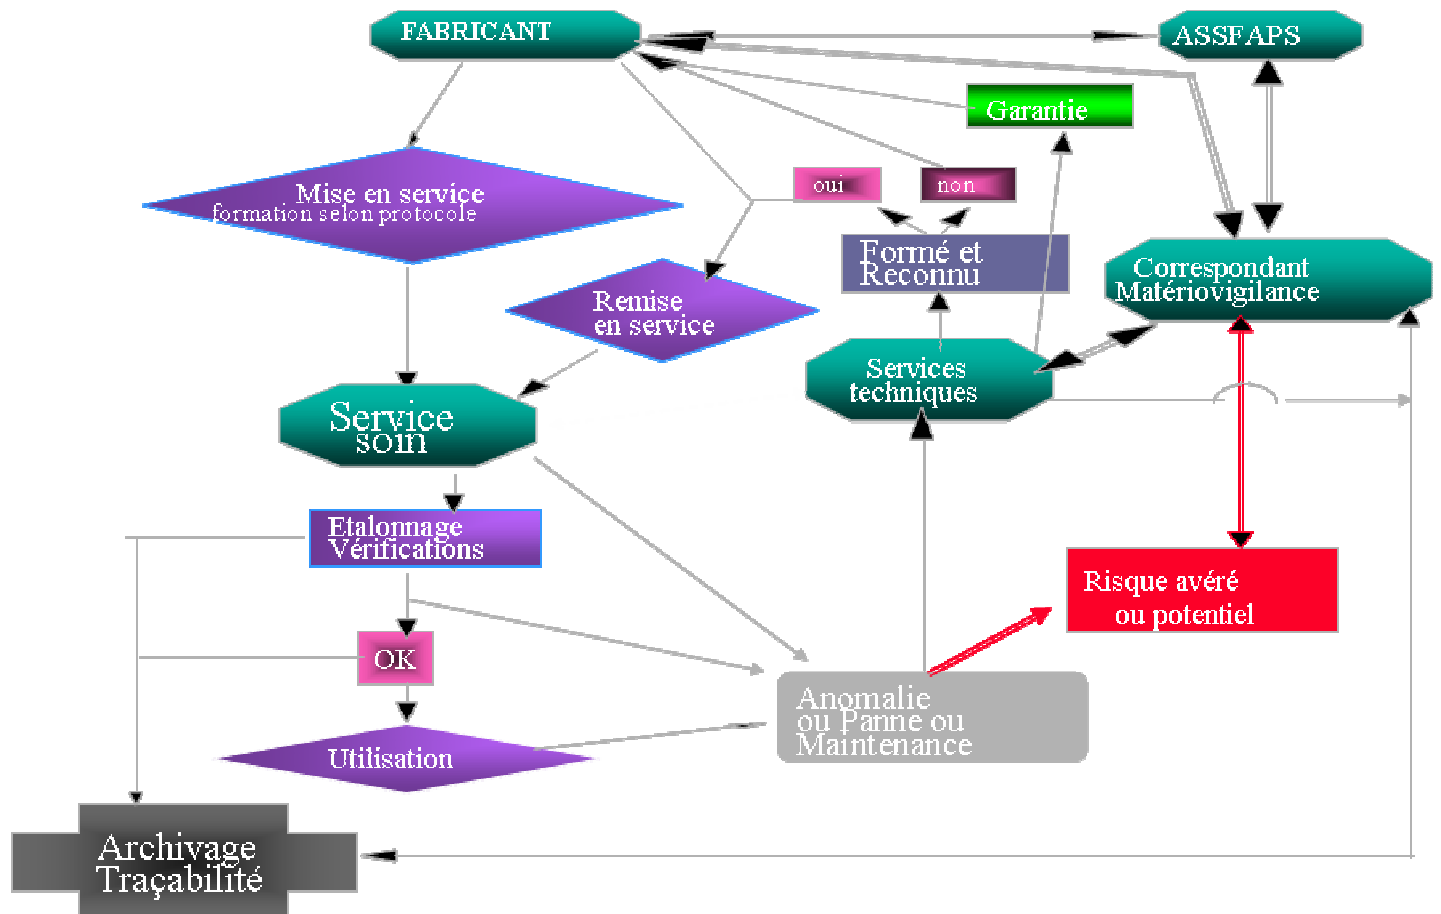 FABRICANT
ASSFAPS
Garantie
oui
non
Mise en service
formation selon protocole
Formé et
Reconnu
Correspondant
Matériovigilance
Remise
en service
Services
techniques
Service
soin
Etalonnage
Vérifications
Risque avéré
ou potentiel
OK
Anomalie
ou Panne ou
Maintenance
Utilisation
Archivage
Traçabilité